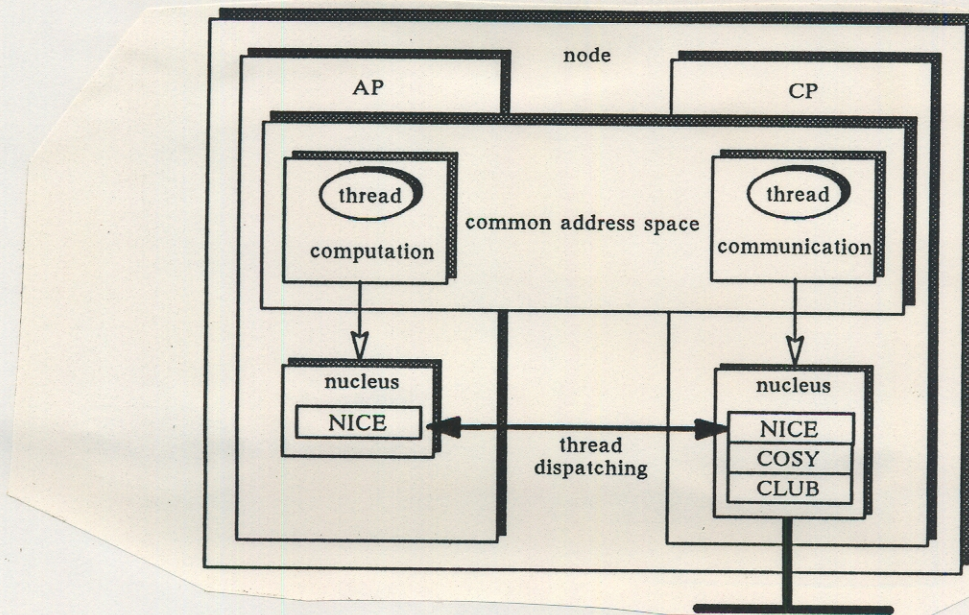 node
AP
CP
thread
computation
common address space
thread
communication
nucleus
NICE
thread
dispatching
nucleus
NICE
COSY
CLUB